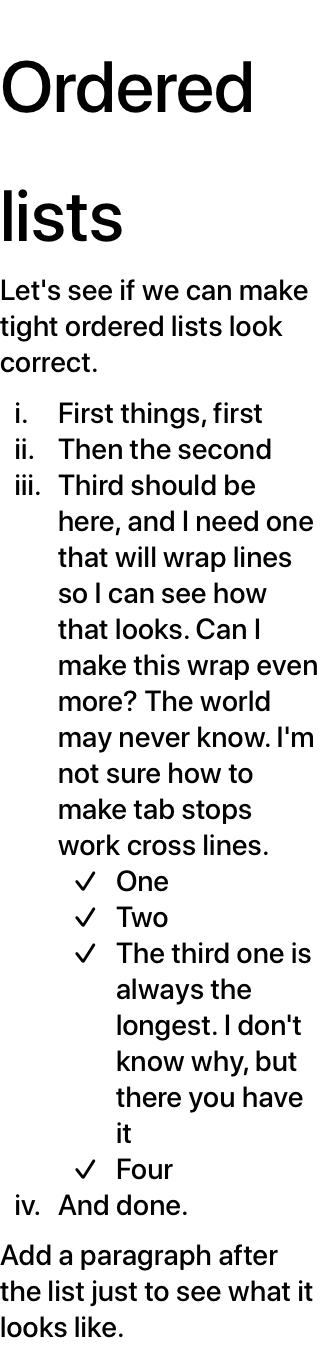 Ordered
lists
Let's see if we can make
tight ordered lists look
correct.
i. First things, first
ii. Then the second
iii. Third should be
here, and I need one
that will wrap lines
so I can see how
that looks. Can I
make this wrap even
more? The world
may never know. I'm
not sure how to
make tab stops
work cross lines.
✓ One
✓ Two
✓ The third one is
always the
longest. I don't
know why, but
there you have
it
✓ Four
iv. And done.
Add a paragraph after
the list just to see what it
looks like.